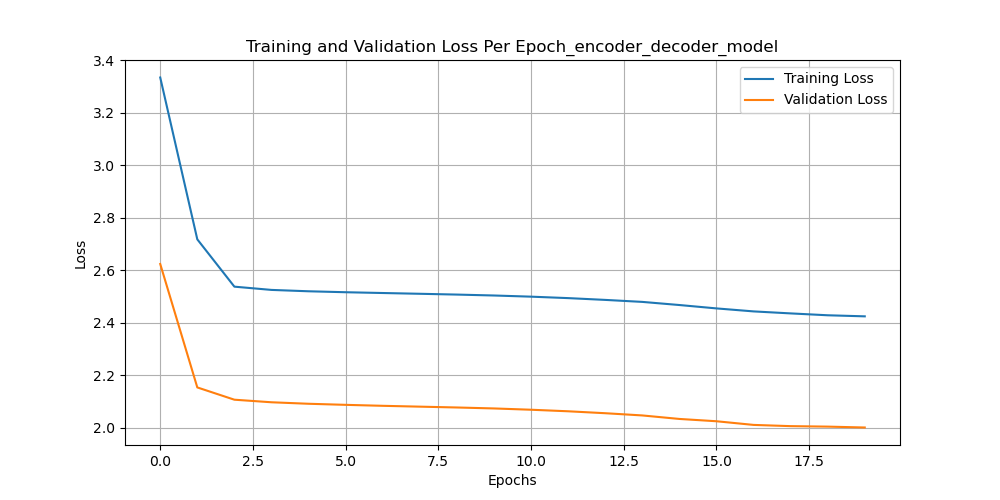 Training and Validation Loss Per Epoch_encoder_decoder_model
Training Loss
Validation Loss
3.4
3.2
3.0
2.8
2.6
2.4
2.2
2.0
Loss
0.0 2.5 5.0 7.5 10.0 12.5 15.0 17.5
Epochs